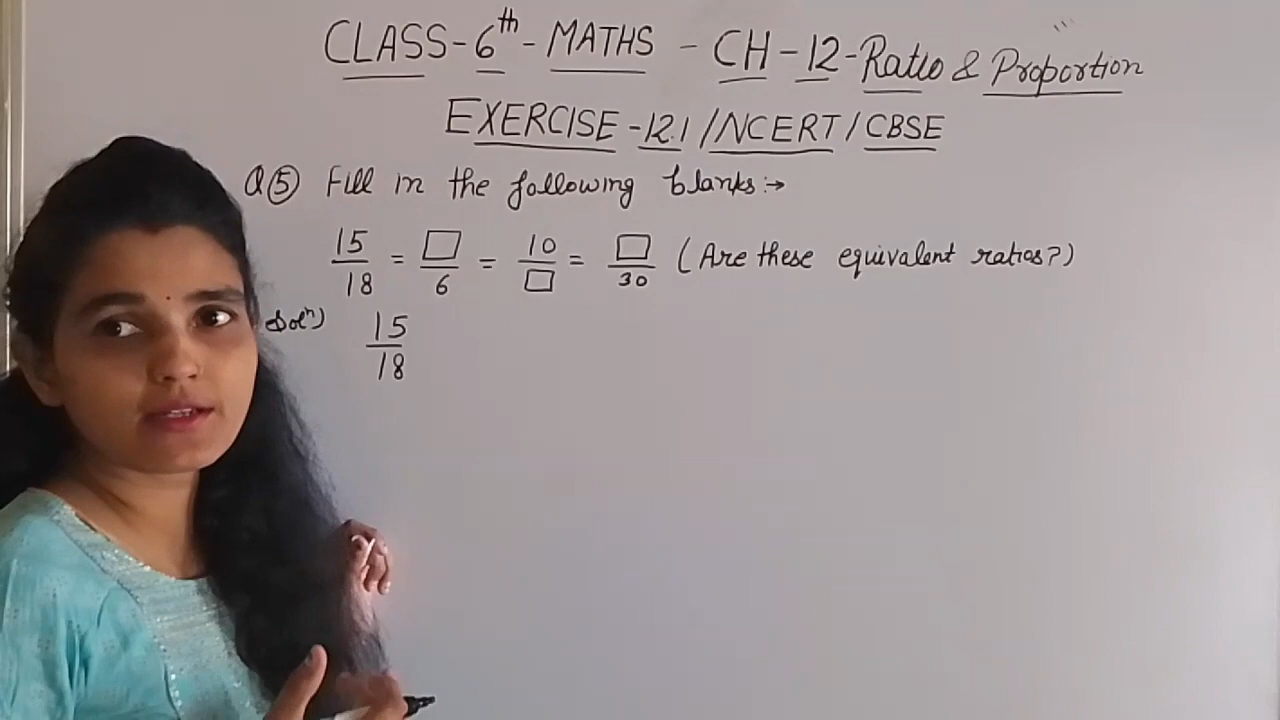 CLASS-6th-MATHS - CH-12-Ratio & Proportion
EXERCISE-12.1/NCERT/CBSE
Q⑤ Fill in the following blanks:→
15/18 = □/6 = 10/□ = □/30 (Are these equivalent ratios?)
Solⁿ) 15/18